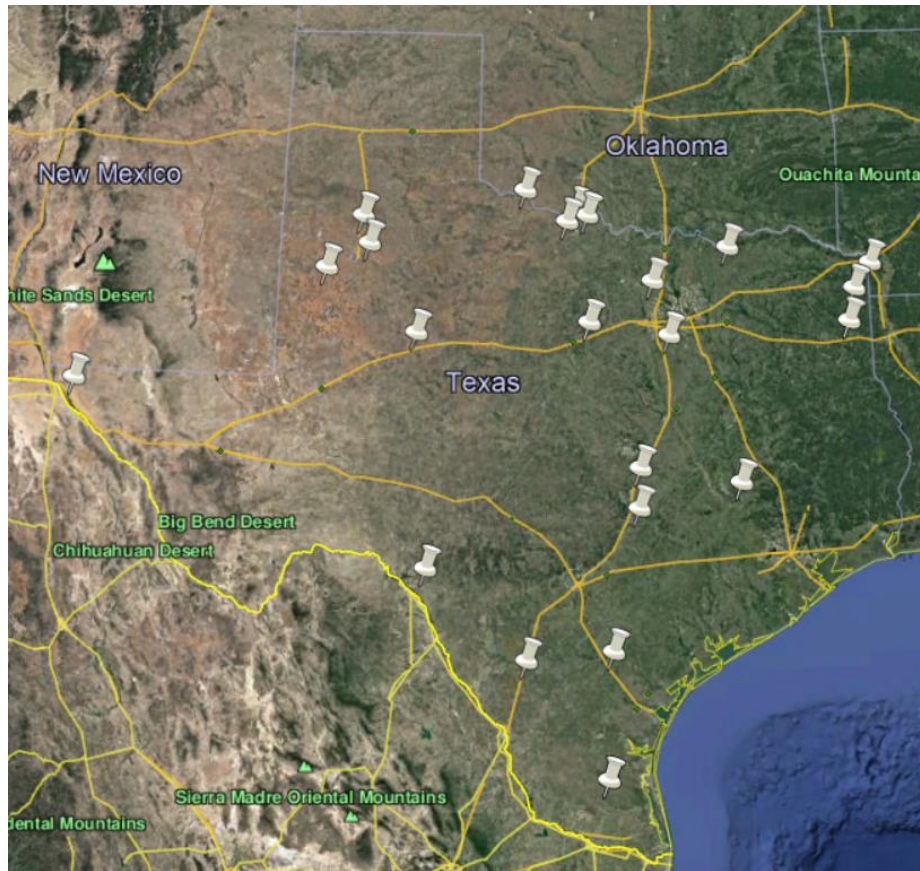 Oklahoma
New Mexico
Ouachita Mounta
hite Sands Desert
Texas
Big Bend Desert
Chihuahuan Desert
Sierra Madre Oriental Mountains
dental Mountains